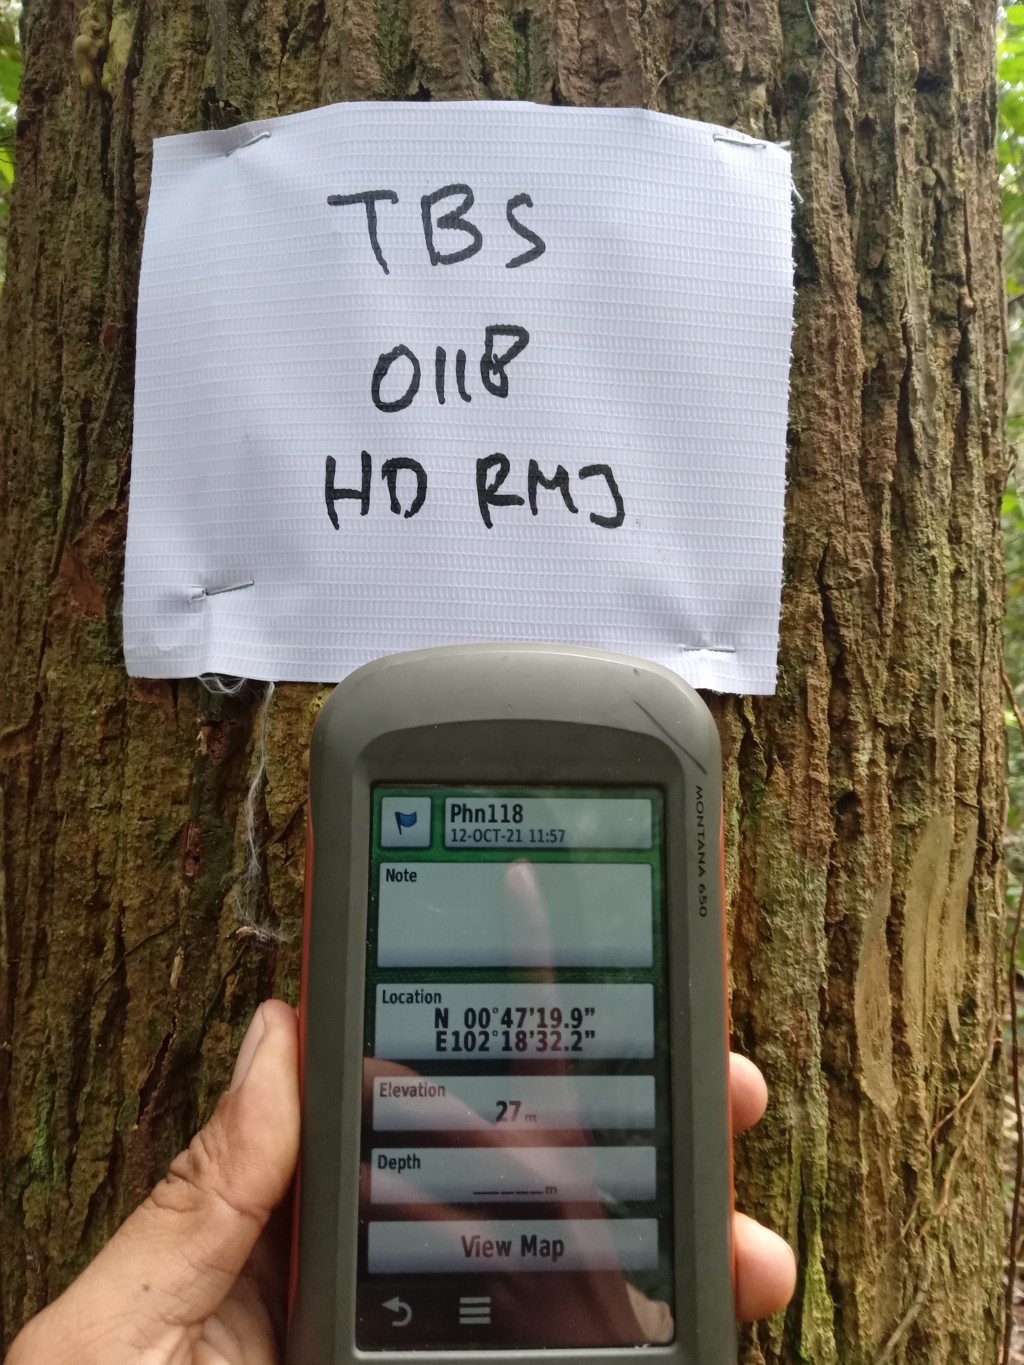 TBS
0118
HD RMJ
MONTANA 650
Phn118
12-OCT-21 11:57
Note
Location
N 00°47'19.9"
E102°18'32.2"
Elevation
27 m
Depth
_____m
View Map